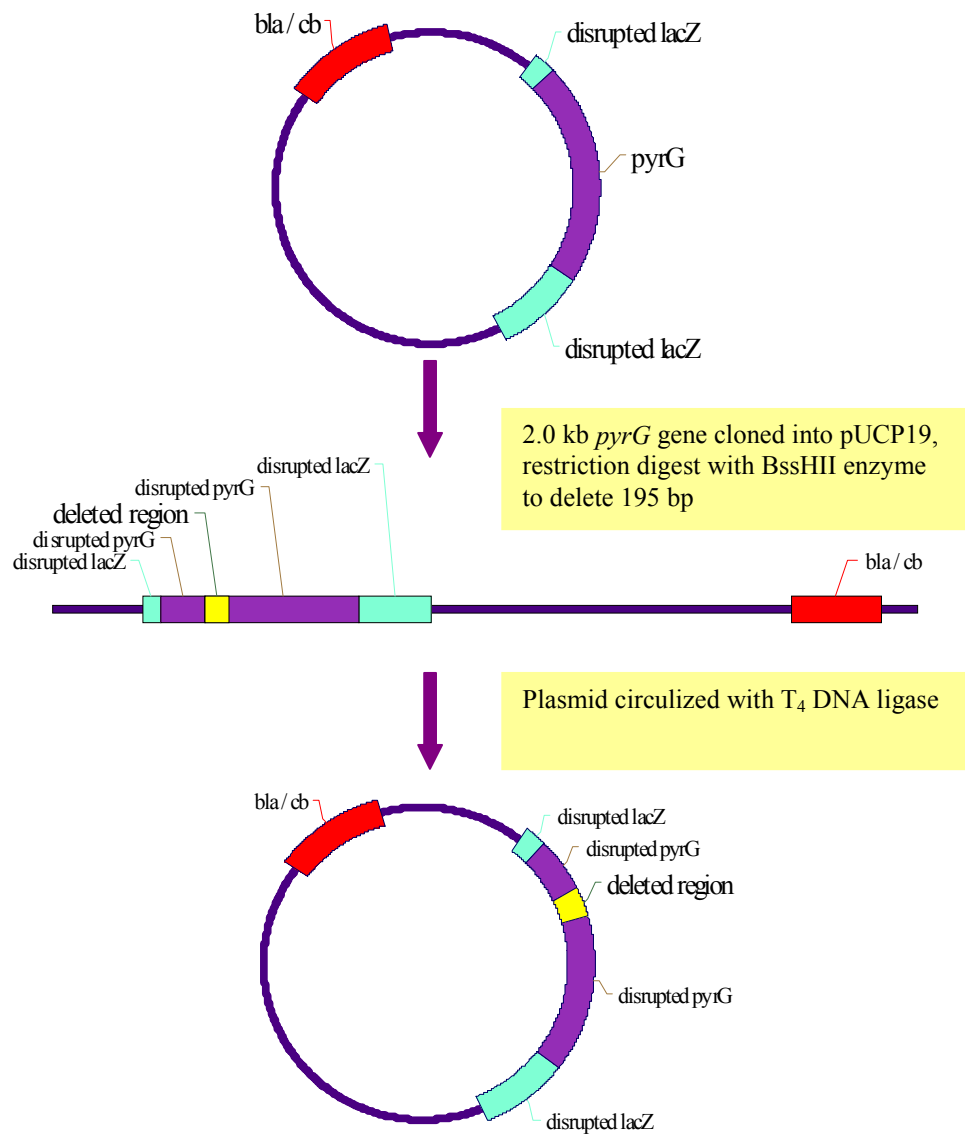 bla / cb
disrupted lacZ
pyrG
disrupted lacZ
2.0 kb pyrG gene cloned into pUCP19,
restriction digest with BssHII enzyme
to delete 195 bp
disrupted lacZ
disrupted pyrG
deleted region
disrupted pyrG
disrupted lacZ
bla / cb
Plasmid circulized with T4 DNA ligase
bla / cb
disrupted lacZ
disrupted pyrG
deleted region
disrupted pyrG
disrupted lacZ